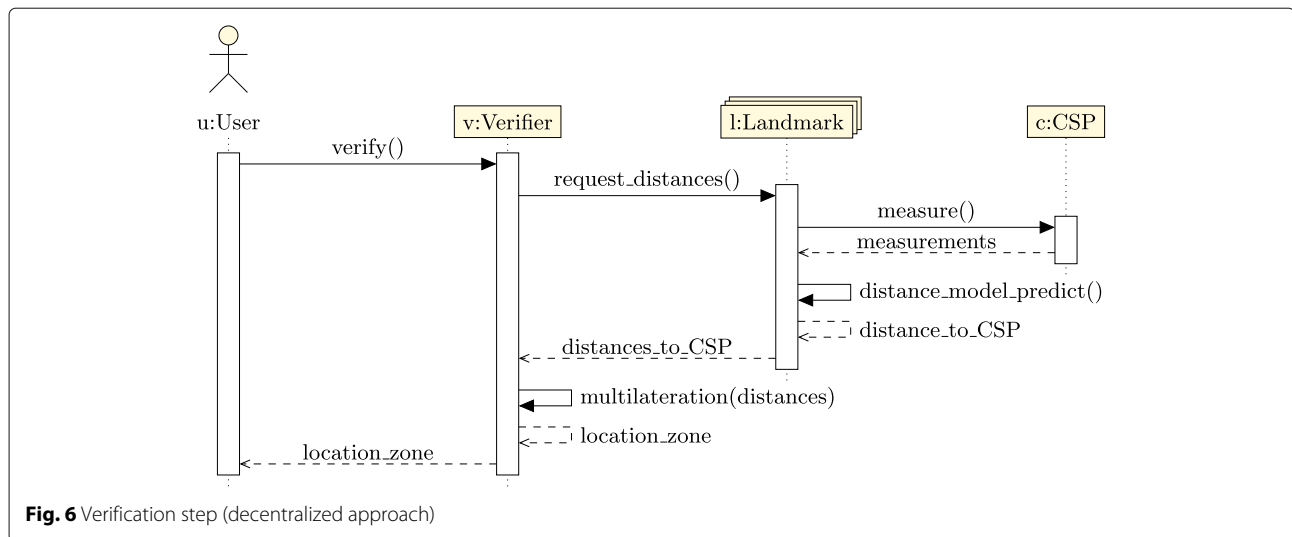 u:User
v:Verifier
l:Landmark
c:CSP
verify()
request_distances()
measure()
measurements
distance_model_predict()
distance_to_CSP
distances_to_CSP
multilateration(distances)
location_zone
location_zone
Fig. 6 Verification step (decentralized approach)